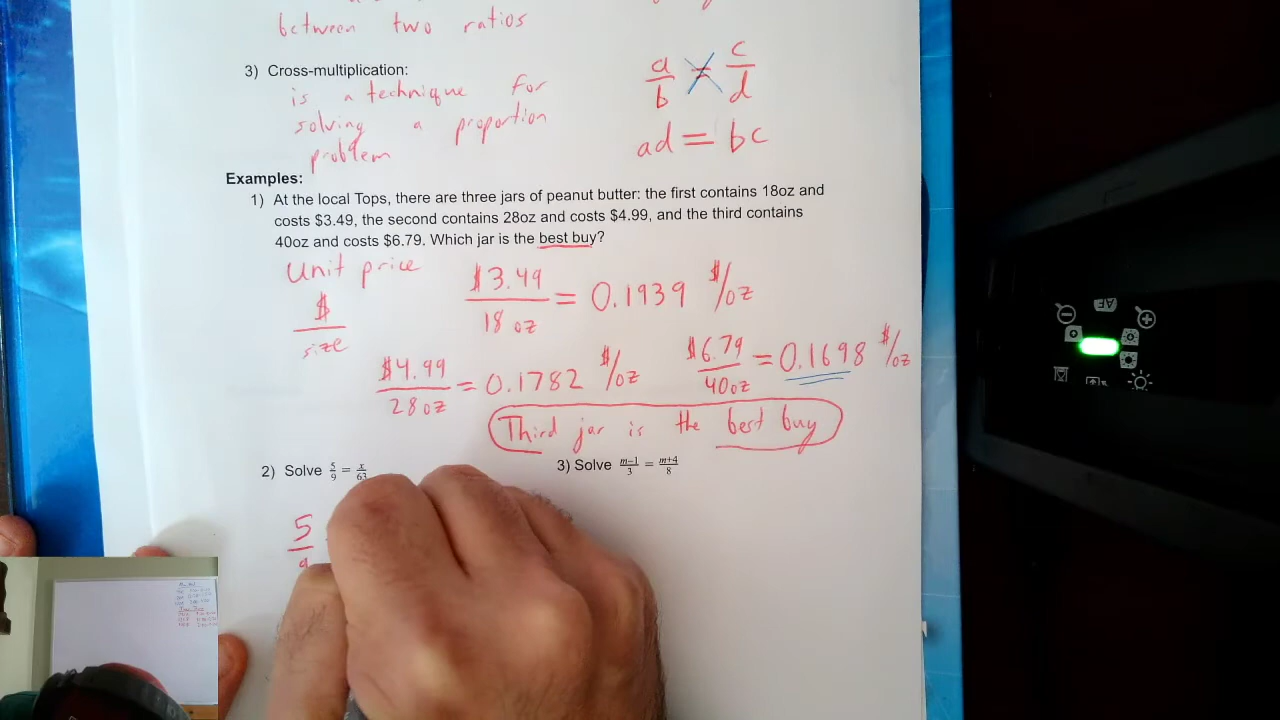 between two ratios
3) Cross-multiplication:
is a technique for
solving a proportion
problem
a/b = c/d
ad = bc
Examples:
1) At the local Tops, there are three jars of peanut butter: the first contains 18oz and
costs $3.49, the second contains 28oz and costs $4.99, and the third contains
40oz and costs $6.79. Which jar is the best buy?
Unit price
$/size
$3.49/18 oz = 0.1939 $/oz
$4.99/28 oz = 0.1782 $/oz
$6.79/40oz = 0.1698 $/oz
Third jar is the best buy
2) Solve 5/9 = x/63
3) Solve m-1/3 = m+4/8
5/9
AF